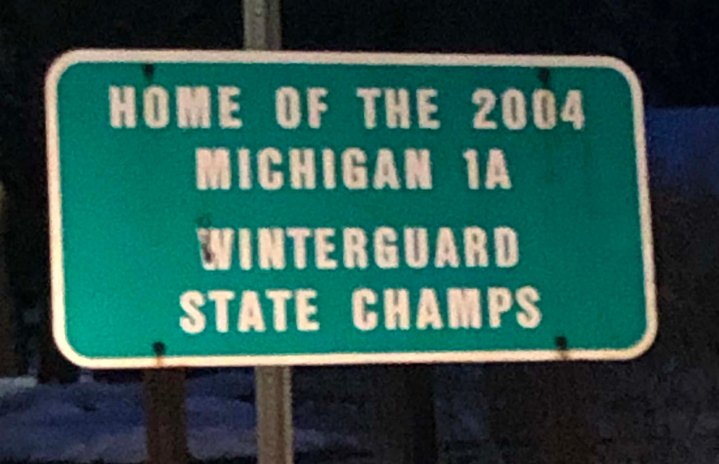 HOME OF THE 2004
MICHIGAN 1A
WINTERGUARD
STATE CHAMPS